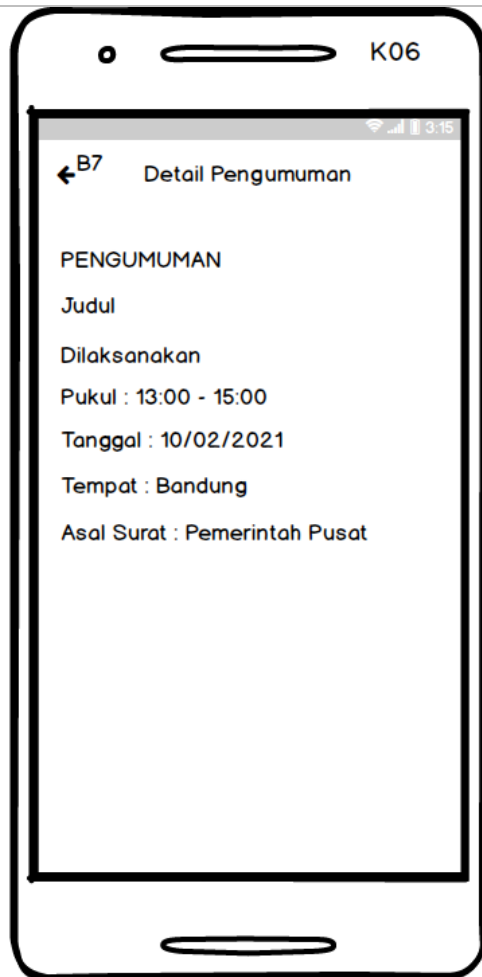 K06
3:15
B7
Detail Pengumuman
PENGUMUMAN
Judul
Dilaksanakan
Pukul : 13:00 - 15:00
Tanggal : 10/02/2021
Tempat : Bandung
Asal Surat : Pemerintah Pusat